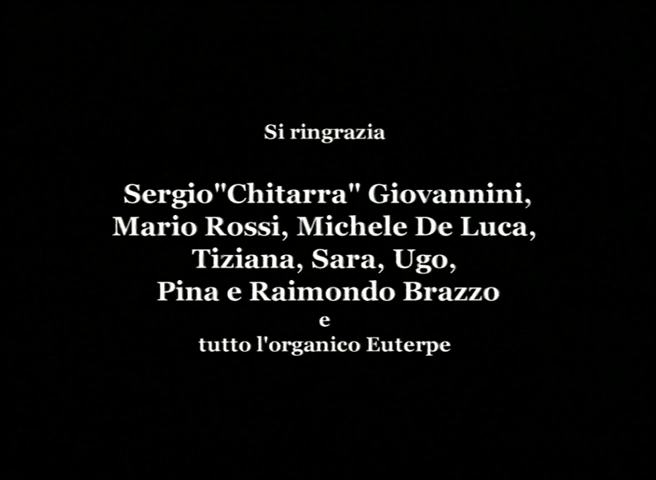 Si ringrazia
Sergio"Chitarra" Giovannini,
Mario Rossi, Michele De Luca,
Tiziana, Sara, Ugo,
Pina e Raimondo Brazzo
e
tutto l'organico Euterpe